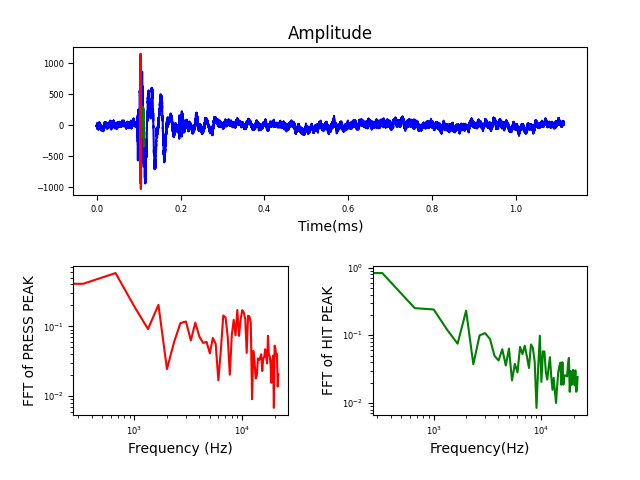 Amplitude
1000
500
0
−500
−1000
0.0 0.2 0.4 0.6 0.8 1.0
Time(ms)
FFT of PRESS PEAK
10⁻¹
10⁻²
10³ 10⁴
Frequency (Hz)
FFT of HIT PEAK
10⁰
10⁻¹
10⁻²
10³ 10⁴
Frequency(Hz)